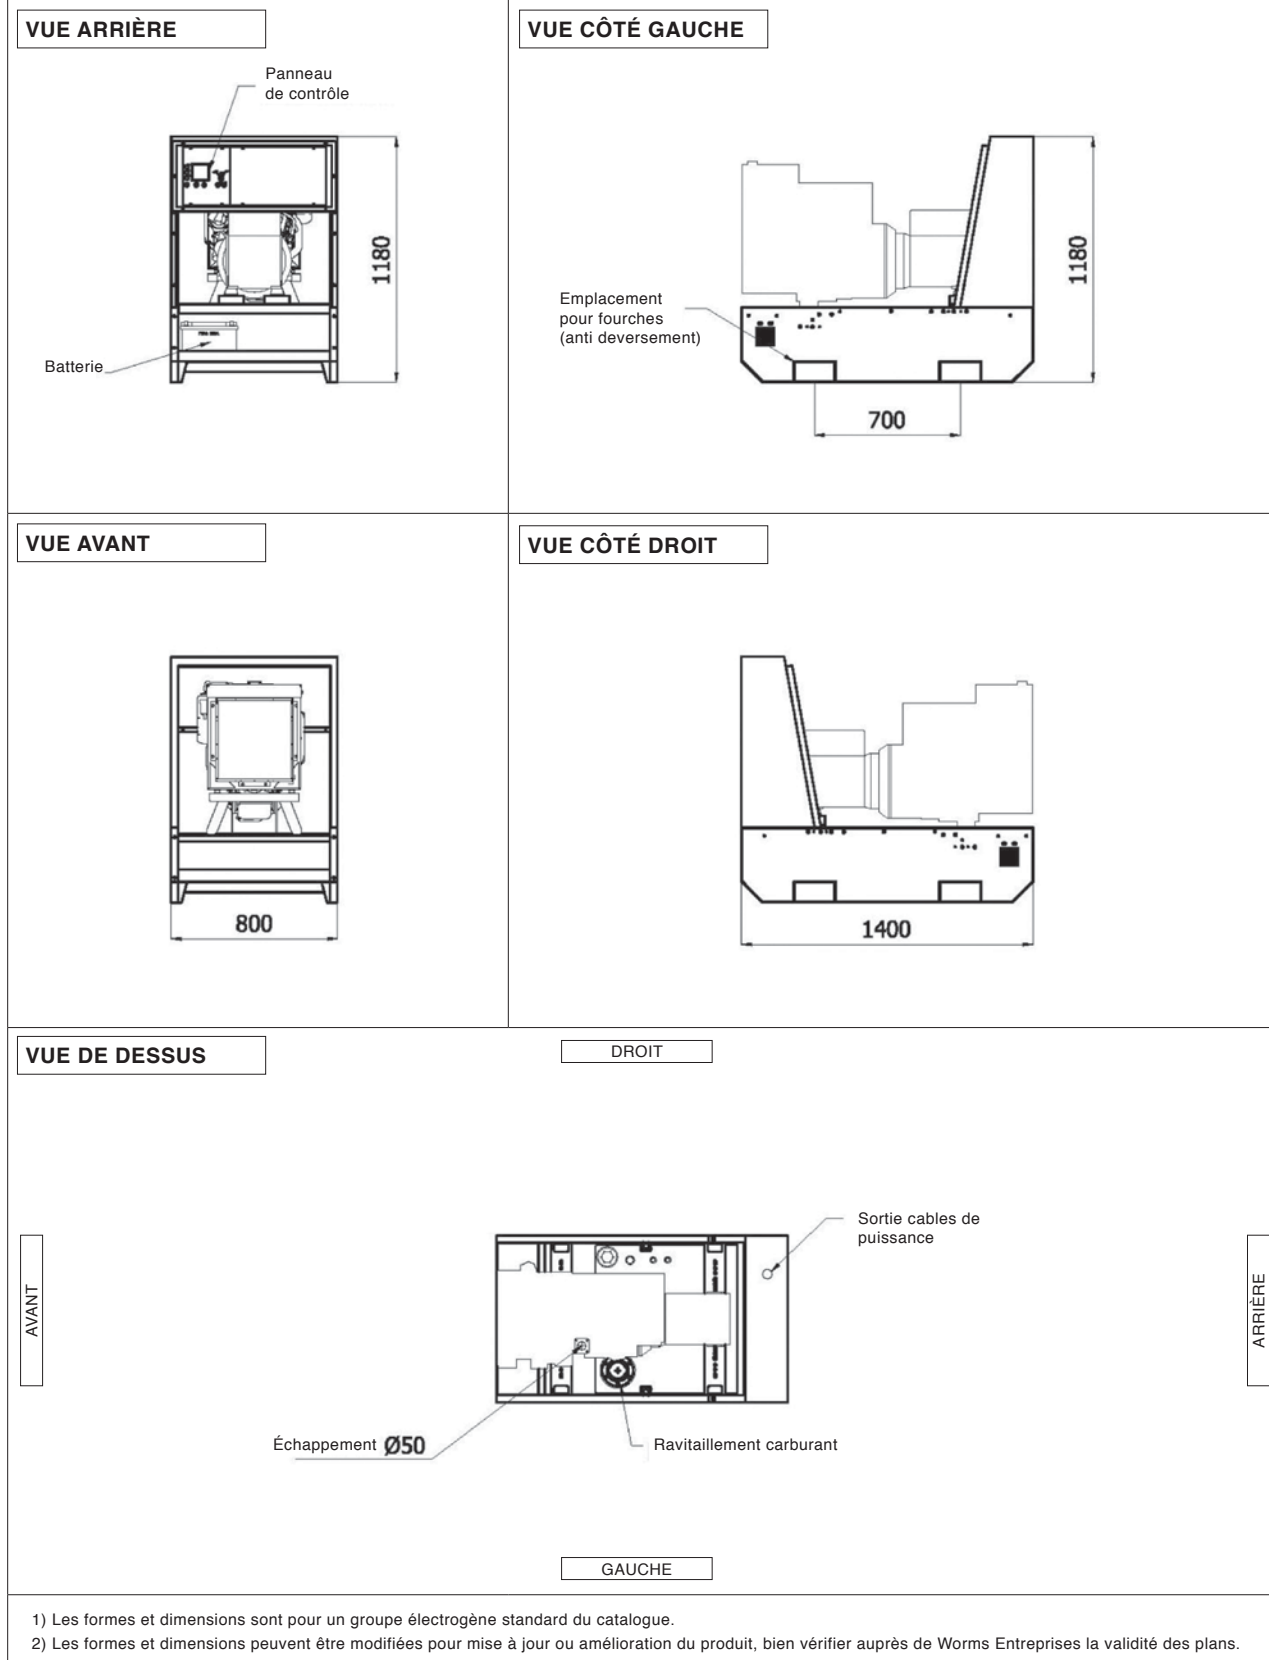 VUE ARRIÈRE
Panneau
de contrôle
1180
Batterie
VUE CÔTÉ GAUCHE
Emplacement
pour fourches
(anti deversement)
1180
700
VUE AVANT
800
VUE CÔTÉ DROIT
1400
VUE DE DESSUS
DROIT
AVANT
Sortie cables de
puissance
ARRIÈRE
Échappement Ø50
Ravitaillement carburant
GAUCHE
1) Les formes et dimensions sont pour un groupe électrogène standard du catalogue.
2) Les formes et dimensions peuvent être modifiées pour mise à jour ou amélioration du produit, bien vérifier auprès de Worms Entreprises la validité des plans.